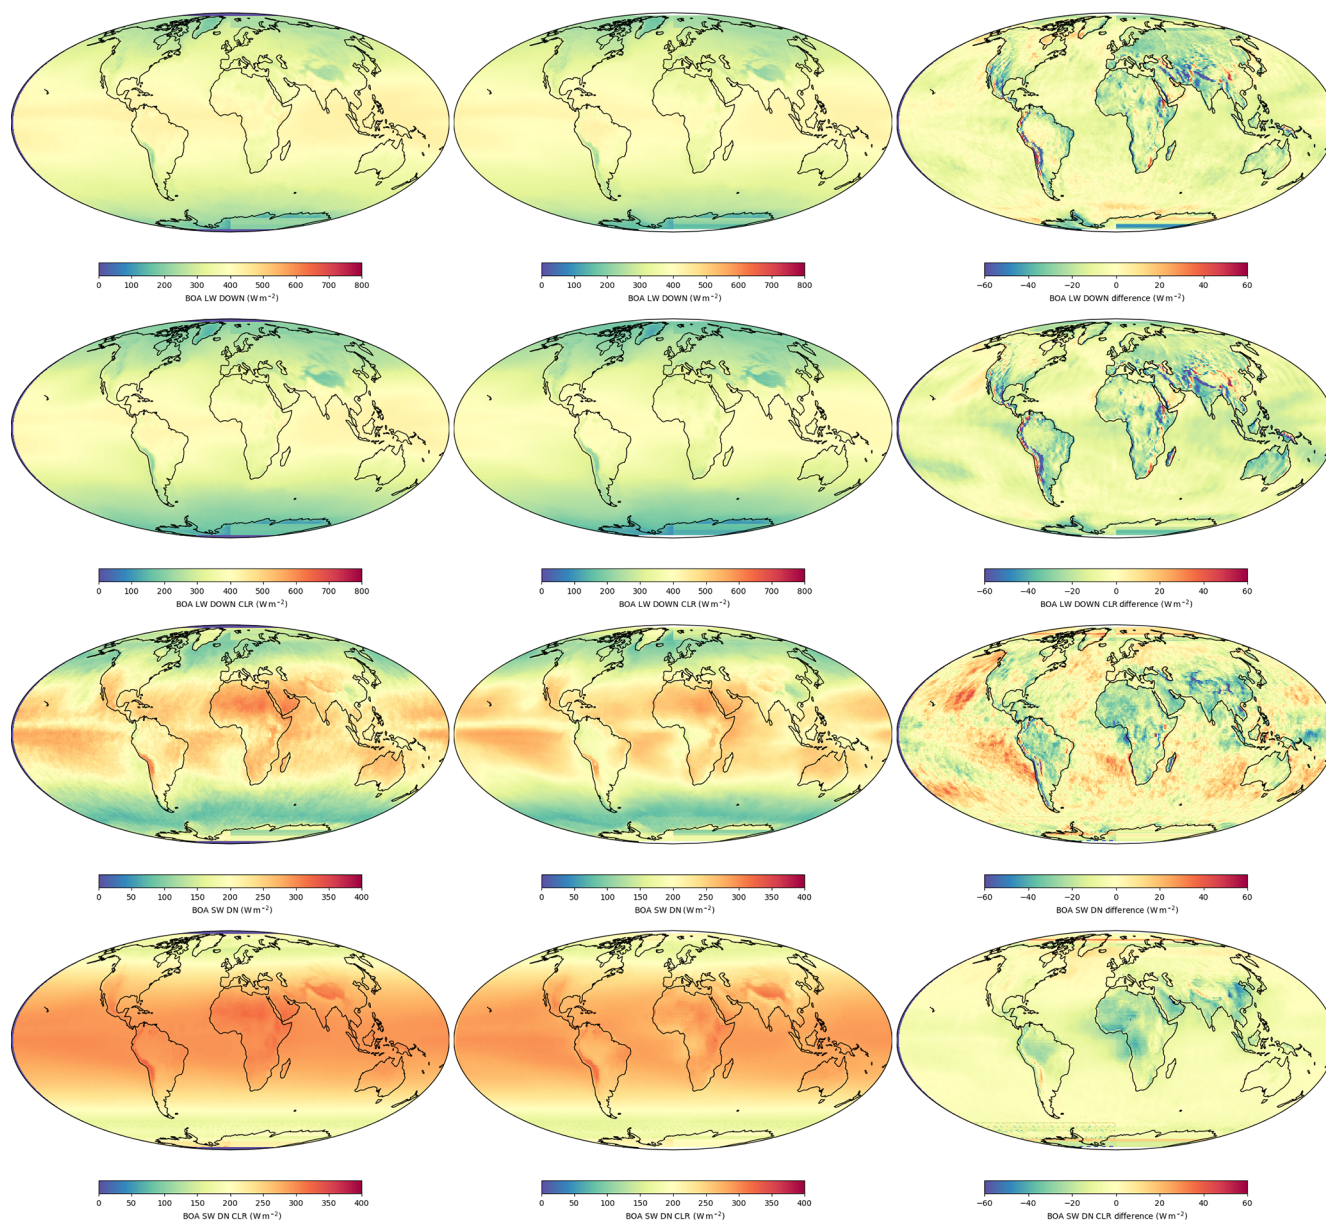 0 100 200 300 400 500 600 700 800
BOA LW DOWN (W m⁻²)
0 100 200 300 400 500 600 700 800
BOA LW DOWN (W m⁻²)
−60 −40 −20 0 20 40 60
BOA LW DOWN difference (W m⁻²)
0 100 200 300 400 500 600 700 800
BOA LW DOWN CLR (W m⁻²)
0 100 200 300 400 500 600 700 800
BOA LW DOWN CLR (W m⁻²)
−60 −40 −20 0 20 40 60
BOA LW DOWN CLR difference (W m⁻²)
0 50 100 150 200 250 300 350 400
BOA SW DN (W m⁻²)
0 50 100 150 200 250 300 350 400
BOA SW DN (W m⁻²)
−60 −40 −20 0 20 40 60
BOA SW DN difference (W m⁻²)
0 50 100 150 200 250 300 350 400
BOA SW DN CLR (W m⁻²)
0 50 100 150 200 250 300 350 400
BOA SW DN CLR (W m⁻²)
−60 −40 −20 0 20 40 60
BOA SW DN CLR difference (W m⁻²)